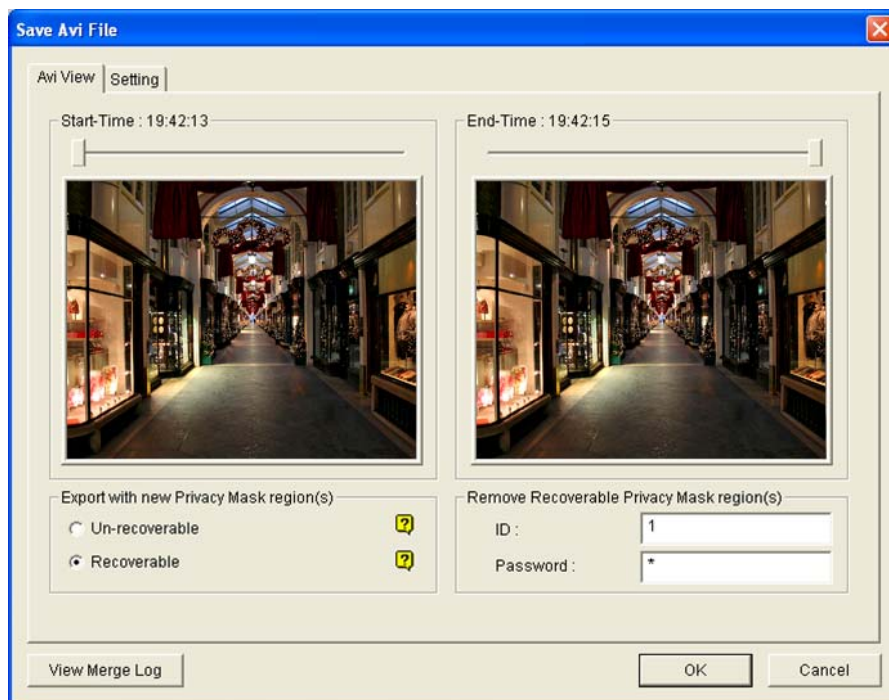 Save Avi File
Avi View Setting
Start-Time : 19:42:13
End-Time : 19:42:15
Export with new Privacy Mask region(s)
Un-recoverable ?
Recoverable ?
Remove Recoverable Privacy Mask region(s)
ID : 1
Password : *
View Merge Log
OK
Cancel